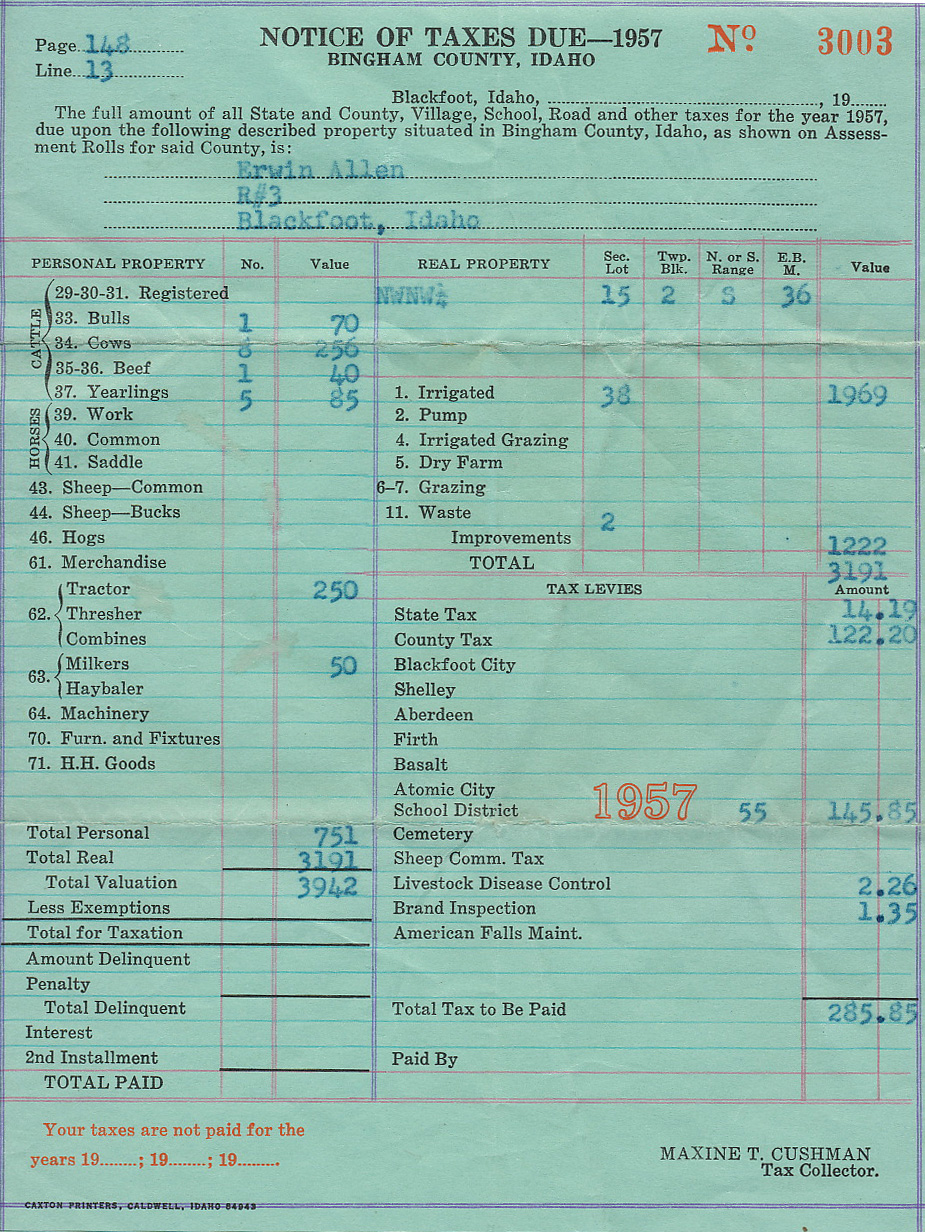 Page 148
NOTICE OF TAXES DUE—1957
Nº 3003
Line 13
BINGHAM COUNTY, IDAHO
Blackfoot, Idaho, ______, 19____
The full amount of all State and County, Village, School, Road and other taxes for the year 1957,
due upon the following described property situated in Bingham County, Idaho, as shown on Assess-
ment Rolls for said County, is:
Erwin Allen
R#3
Blackfoot, Idaho
PERSONAL PROPERTY No. Value
CATTLE
29-30-31. Registered
33. Bulls 1 70
34. Cows 8 256
35-36. Beef 1 40
37. Yearlings 5 85
HORSES
39. Work
40. Common
41. Saddle
43. Sheep—Common
44. Sheep—Bucks
46. Hogs
61. Merchandise
62. Tractor 250
Thresher
Combines
63. Milkers 50
Haybaler
64. Machinery
70. Furn. and Fixtures
71. H.H. Goods
Total Personal 751
Total Real 3191
Total Valuation 3942
Less Exemptions
Total for Taxation
Amount Delinquent
Penalty
Total Delinquent
Interest
2nd Installment
TOTAL PAID
REAL PROPERTY Sec. Lot Twp. Blk. N. or S. Range E.B. M. Value
NWNW¼ 15 2 S 36
1. Irrigated 38 1969
2. Pump
4. Irrigated Grazing
5. Dry Farm
6-7. Grazing
11. Waste 2
Improvements 1222
TOTAL 3191
TAX LEVIES Amount
State Tax 14.19
County Tax 122.20
Blackfoot City
Shelley
Aberdeen
Firth
Basalt
Atomic City
School District 1957 55 145.85
Cemetery
Sheep Comm. Tax
Livestock Disease Control 2.26
Brand Inspection 1.35
American Falls Maint.
Total Tax to Be Paid 285.85
Paid By
Your taxes are not paid for the
years 19____; 19____; 19____.
MAXINE T. CUSHMAN
Tax Collector.
CAXTON PRINTERS, CALDWELL, IDAHO 84943